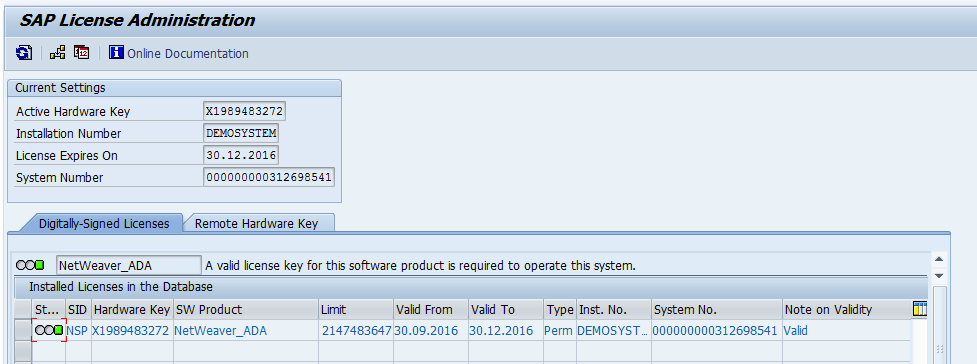 SAP License Administration
Online Documentation
Current Settings
Active Hardware Key X1989483272
Installation Number DEMOSYSTEM
License Expires On 30.12.2016
System Number 000000000312698541
Digitally-Signed Licenses Remote Hardware Key
NetWeaver_ADA A valid license key for this software product is required to operate this system.
Installed Licenses in the Database
St... SID Hardware Key SW Product Limit Valid From Valid To Type Inst. No. System No. Note on Validity
NSP X1989483272 NetWeaver_ADA 2147483647 30.09.2016 30.12.2016 Perm DEMOSYST... 000000000312698541 Valid